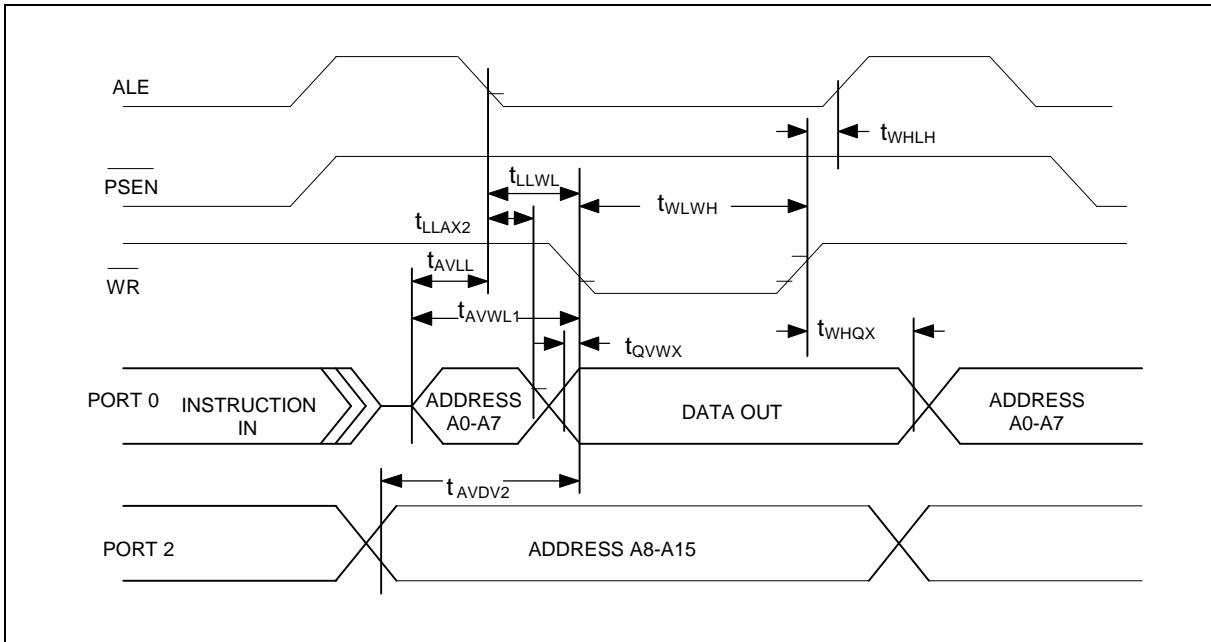 ALE
tWHLH
PSEN
tLLWL
tWLWH
tLLAX2
tAVLL
WR
tAVWL1
tWHQX
tQVWX
PORT 0
INSTRUCTION
IN
ADDRESS
A0-A7
DATA OUT
ADDRESS
A0-A7
tAVDV2
PORT 2
ADDRESS A8-A15